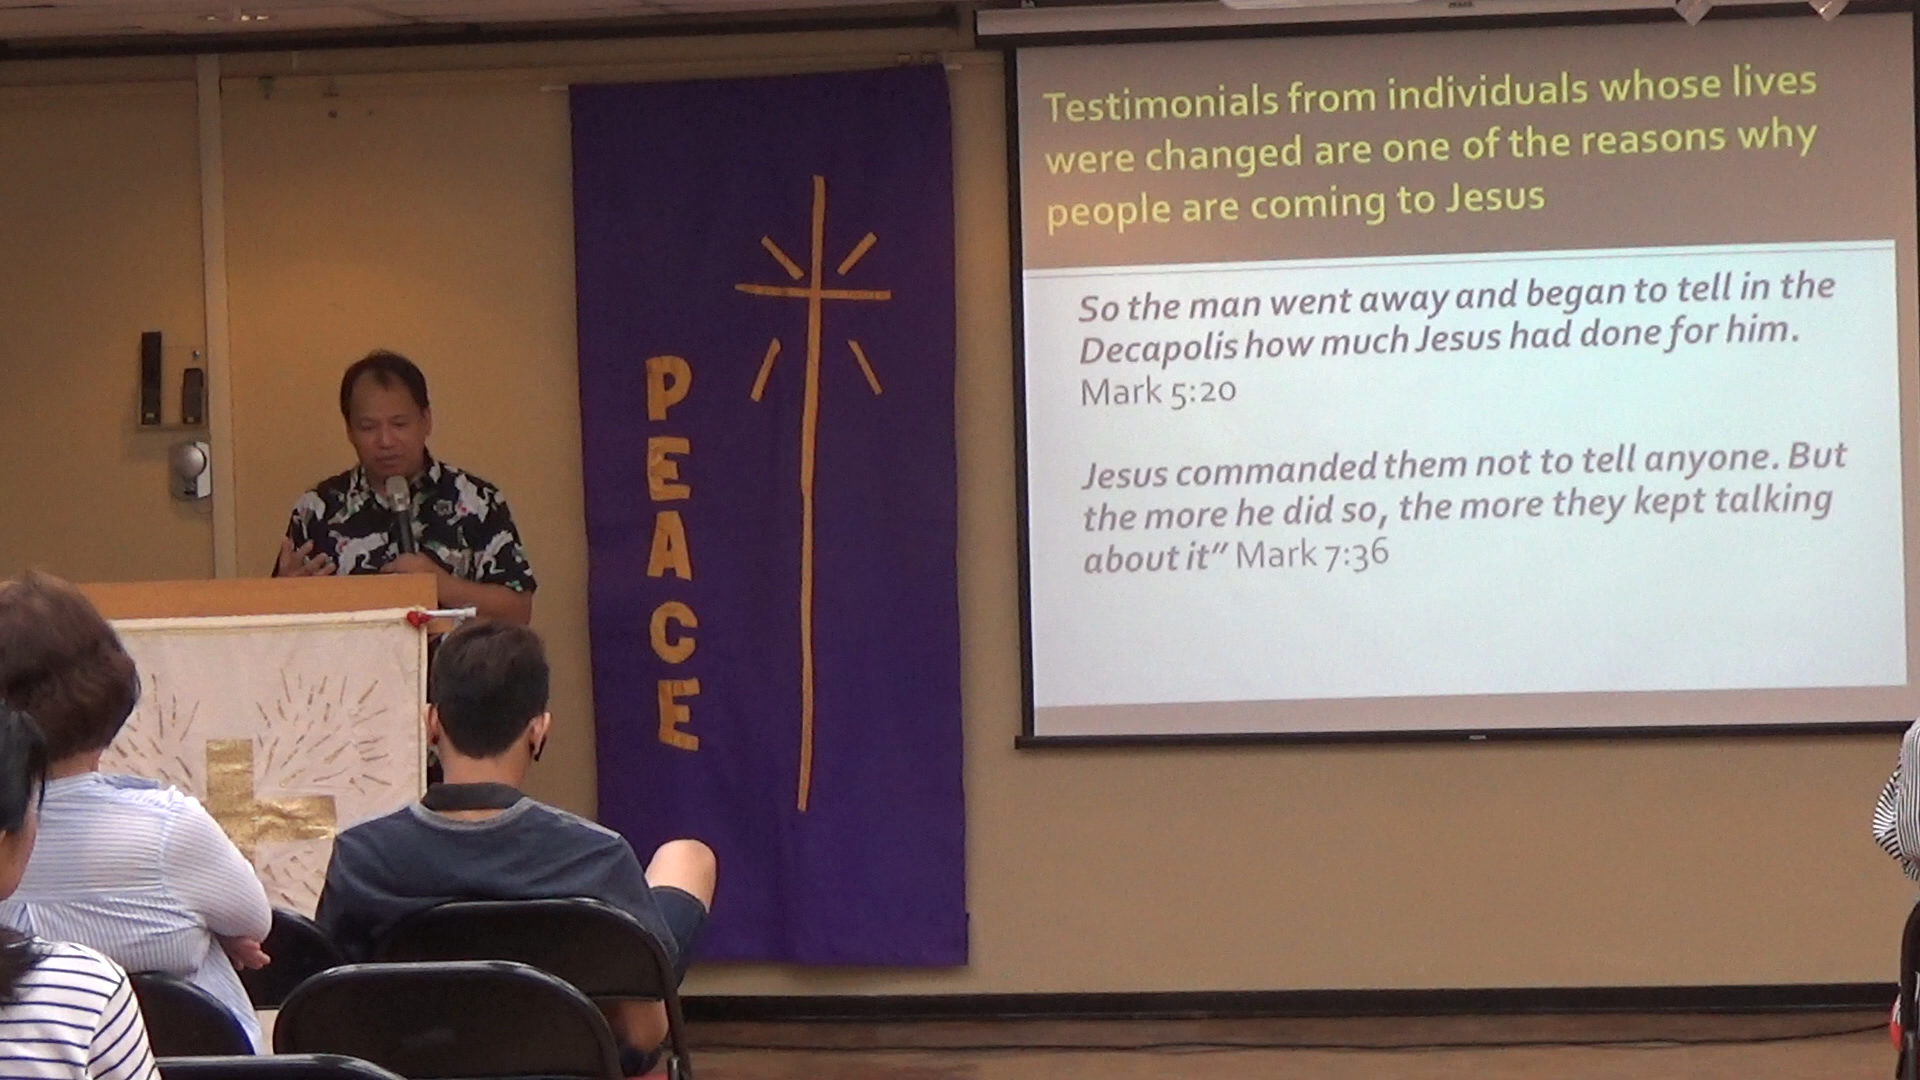 PEACE
Testimonials from individuals whose lives
were changed are one of the reasons why
people are coming to Jesus
So the man went away and began to tell in the
Decapolis how much Jesus had done for him.
Mark 5:20
Jesus commanded them not to tell anyone. But
the more he did so, the more they kept talking
about it” Mark 7:36